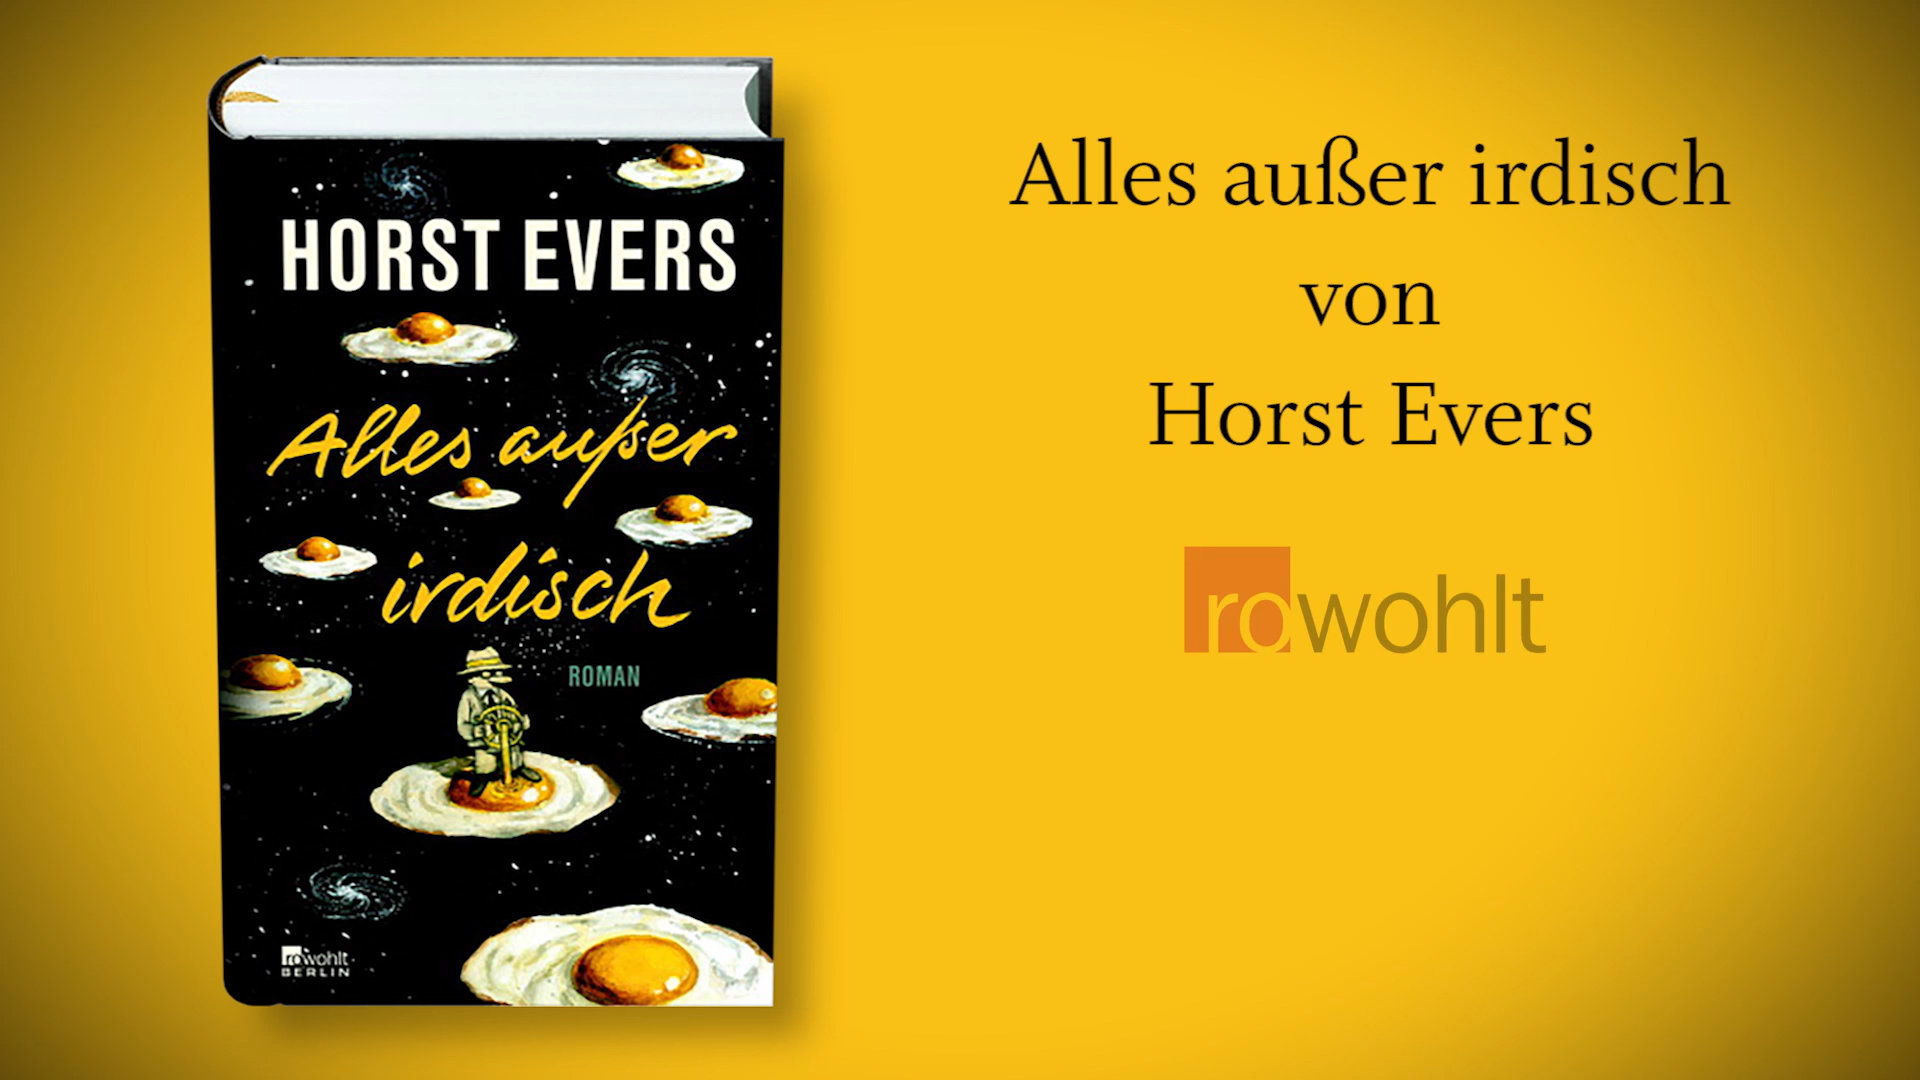 HORST EVERS
Alles außer
irdisch
ROMAN
rowohlt
BERLIN
Alles außer irdisch
von
Horst Evers
rowohlt